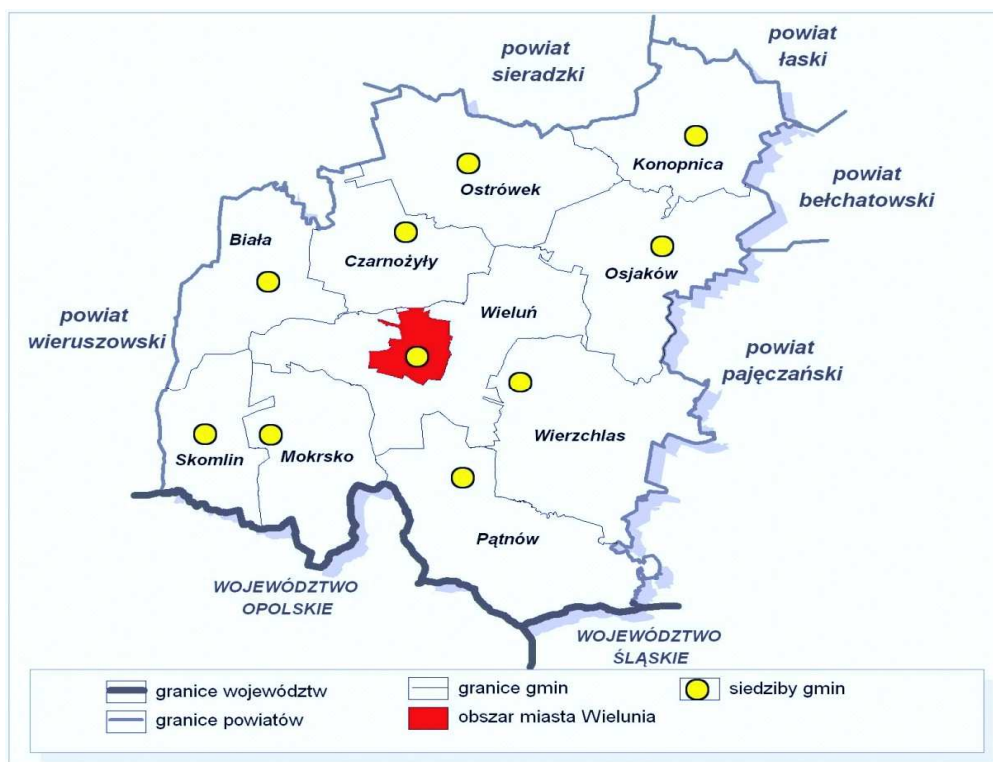 powiat
sieradzki
powiat
łaski
Konopnica
Ostrówek
powiat
bełchatowski
Biała
Czarnożyły
Osjaków
Wieluń
powiat
wieruszowski
powiat
pajęczański
Wierzchlas
Skomlin
Mokrsko
Pątnów
WOJEWÓDZTWO
OPOLSKIE
WOJEWÓDZTWO
ŚLĄSKIE
granice województw
granice gmin
siedziby gmin
granice powiatów
obszar miasta Wielunia